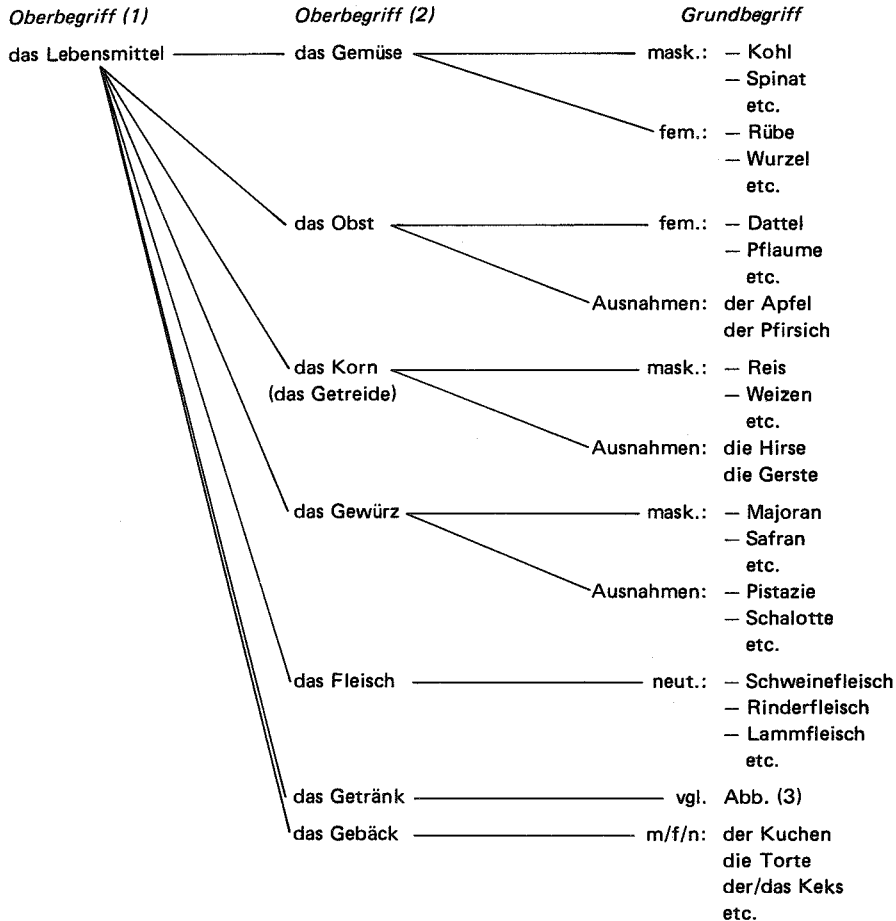 Oberbegriff (1) Oberbegriff (2) Grundbegriff
das Lebensmittel das Gemüse mask.: – Kohl
– Spinat
etc.
fem.: – Rübe
– Wurzel
etc.
das Obst fem.: – Dattel
– Pflaume
etc.
Ausnahmen: der Apfel
der Pfirsich
das Korn mask.: – Reis
(das Getreide) – Weizen
etc.
Ausnahmen: die Hirse
die Gerste
das Gewürz mask.: – Majoran
– Safran
etc.
Ausnahmen: – Pistazie
– Schalotte
etc.
das Fleisch neut.: – Schweinefleisch
– Rinderfleisch
– Lammfleisch
etc.
das Getränk vgl. Abb. (3)
das Gebäck m/f/n: der Kuchen
die Torte
der/das Keks
etc.